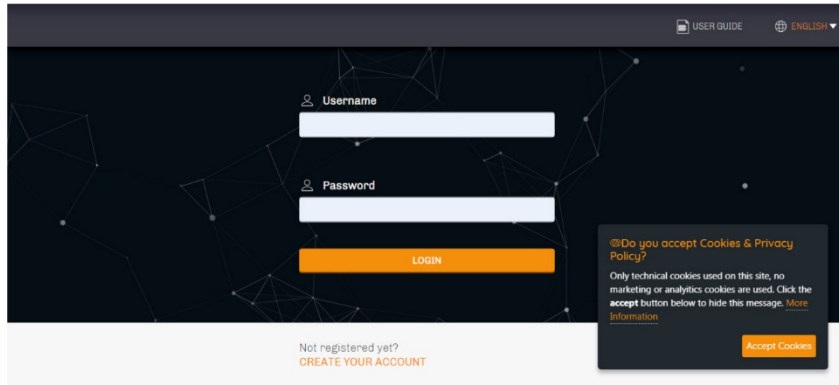 USER GUIDE
ENGLISH
Username
Password
LOGIN
Do you accept Cookies & Privacy
Policy?
Only technical cookies used on this site, no
marketing or analyitics cookies are used. Click the
accept button below to hide this message. More
Information
Accept Cookies
Not registered yet?
CREATE YOUR ACCOUNT